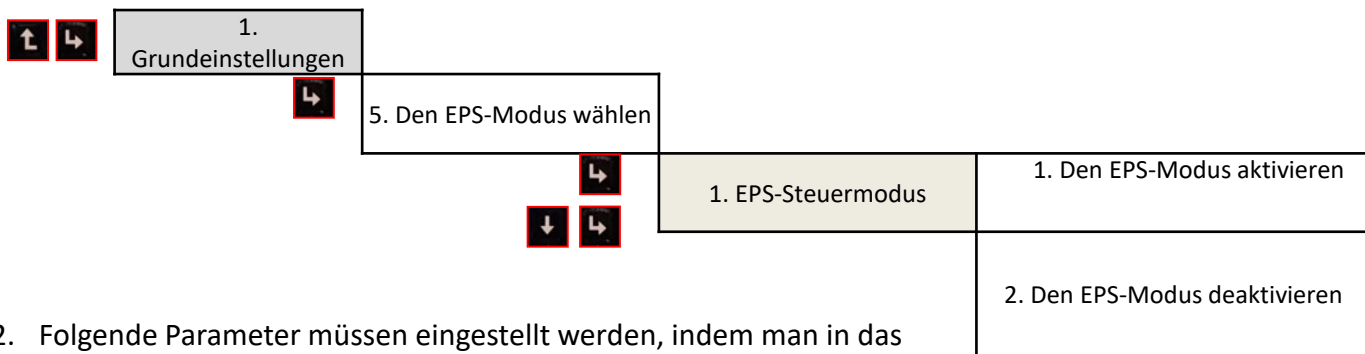 1.
Grundeinstellungen
5. Den EPS-Modus wählen
1. EPS-Steuermodus
1. Den EPS-Modus aktivieren
2. Den EPS-Modus deaktivieren
2. Folgende Parameter müssen eingestellt werden, indem man in das